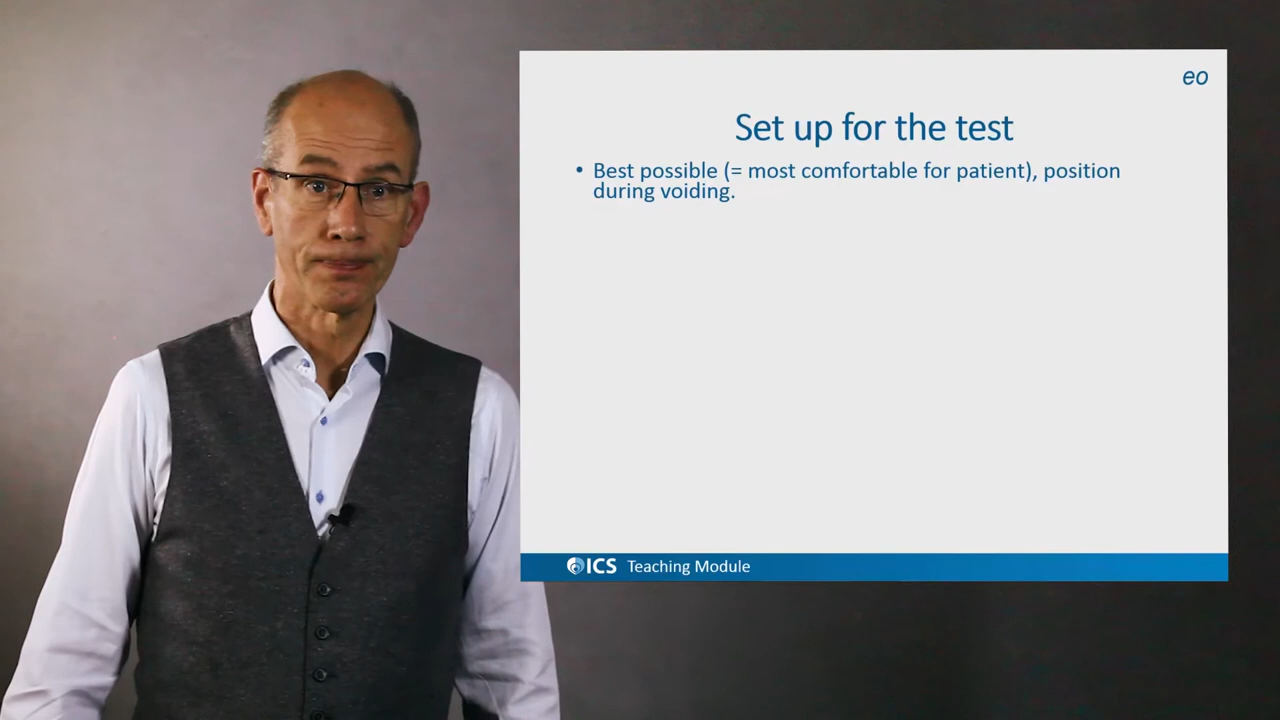 eo
Set up for the test
• Best possible (= most comfortable for patient), position
during voiding.
ICS Teaching Module